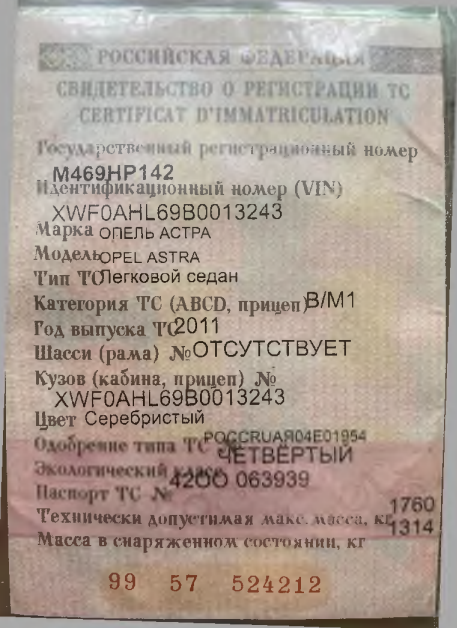 РОССИЙСКАЯ ФЕДЕРАЦИЯ
СВИДЕТЕЛЬСТВО О РЕГИСТРАЦИИ ТС
CERTIFICAT D'IMMATRICULATION
Государственный регистрационный номер
М469НР142
Идентификационный номер (VIN)
XWF0AHL69B0013243
Марка ОПЕЛЬ АСТРА
Модель OPEL ASTRA
Тип ТС Легковой седан
Категория ТС (ABCD, прицеп) B/M1
Год выпуска ТС 2011
Шасси (рама) № ОТСУТСТВУЕТ
Кузов (кабина, прицеп) №
XWF0AHL69B0013243
Цвет Серебристый
Одобрение типа ТС РОССRUАЯ04Е01954
Экологический класс ЧЕТВЁРТЫЙ
Паспорт ТС № 42ОО 063939
Технически допустимая макс. масса, кг 1760
Масса в снаряженном состоянии, кг 1314
99 57 524212